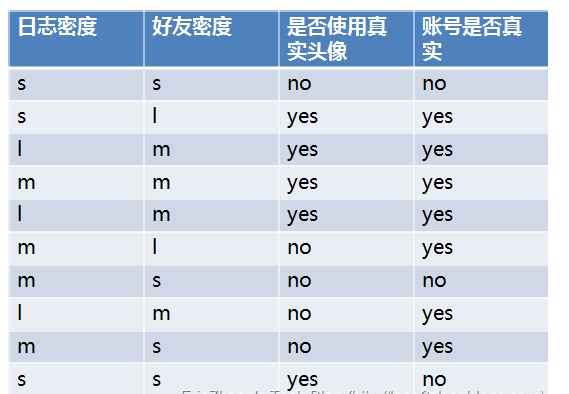 日志密度 好友密度 是否使用真实头像 账号是否真实
s s no no
s l yes yes
l m yes yes
m m yes yes
l m yes yes
m l no yes
m s no no
l m no yes
m s no yes
s s yes no